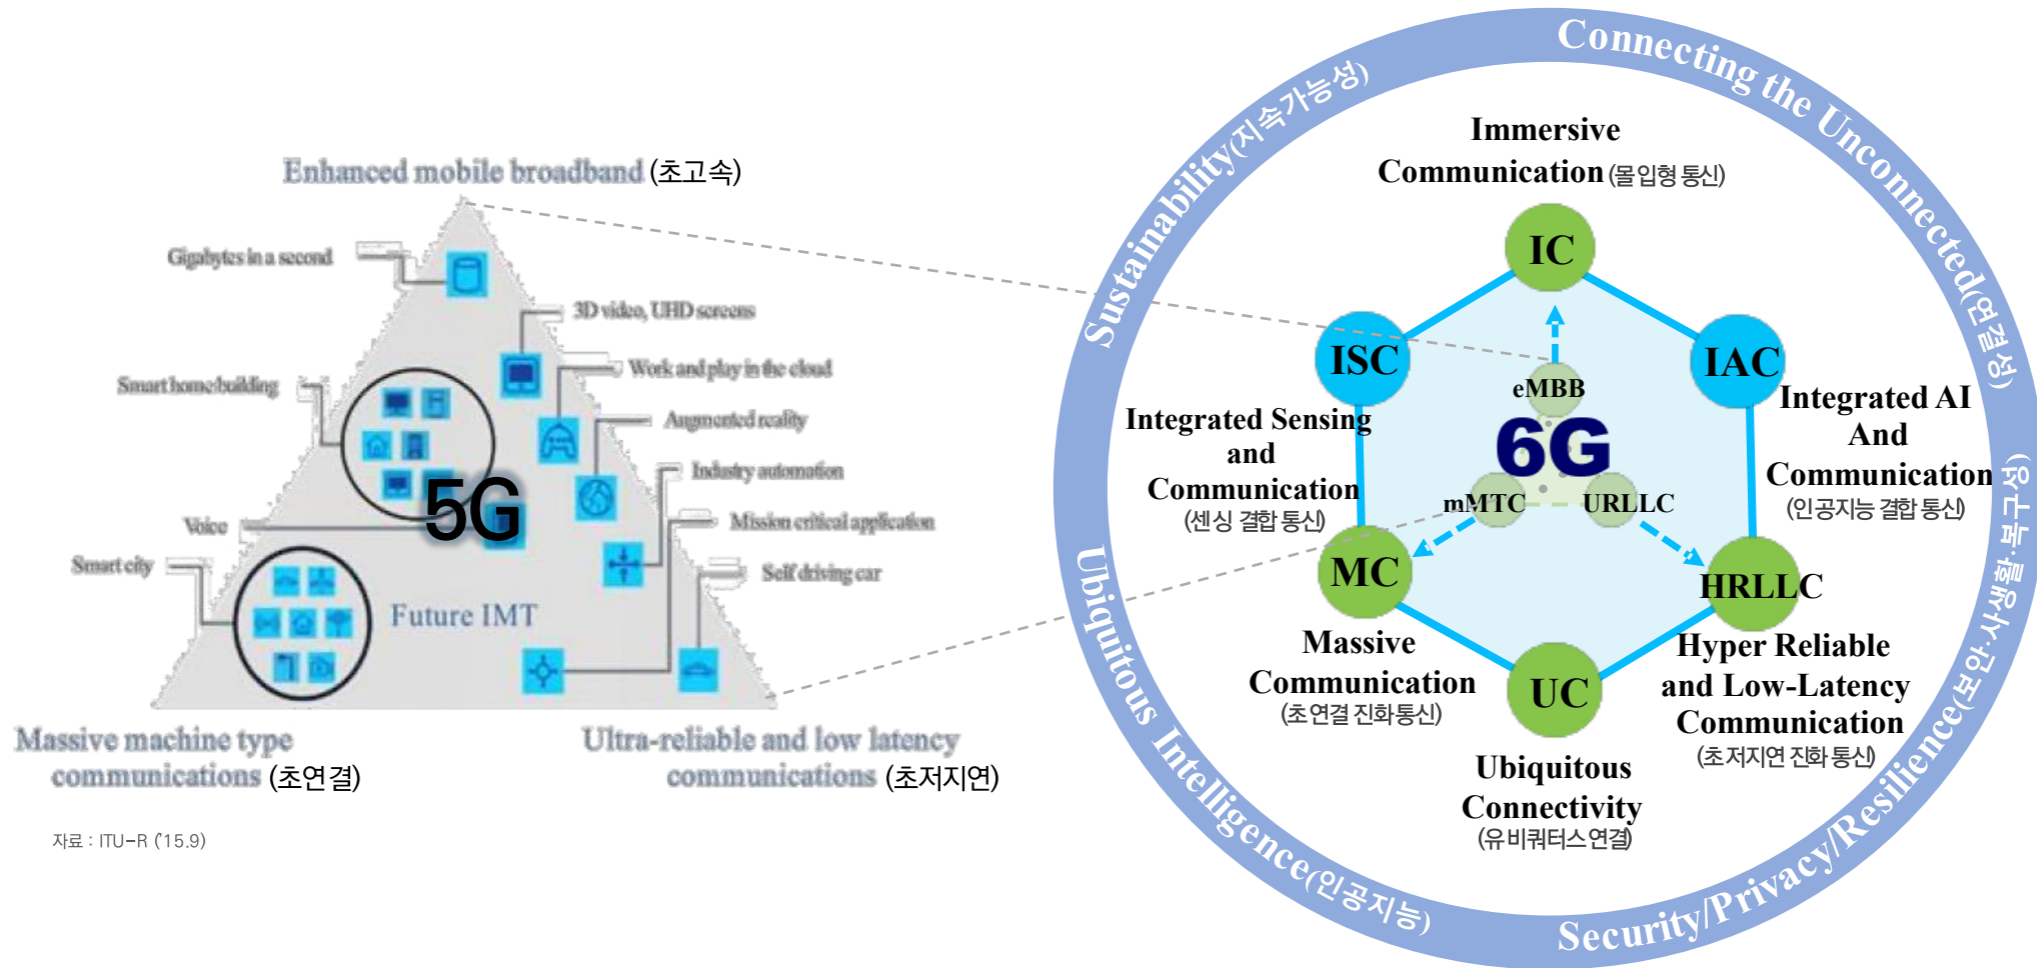 Enhanced mobile broadband (초고속)
Gigabytes in a second
3D video, UHD screens
Work and play in the cloud
Smart home/building
Augmented reality
Industry automation
5G
Voice
Mission critical application
Smart city
Self driving car
Future IMT
Massive machine type
communications (초연결)
Ultra-reliable and low latency
communications (초저지연)
자료 : ITU-R ('15.9)
Sustainability(지속가능성)
Connecting the Unconnected(연결성)
Ubiquitous Intelligence(인공지능)
Security/Privacy/Resilience(보안·사생활·복구성)
Immersive
Communication (몰입형 통신)
IC
ISC
IAC
eMBB
6G
mMTC
URLLC
Integrated Sensing
and
Communication
(센싱 결합 통신)
Integrated AI
And
Communication
(인공지능 결합 통신)
MC
HRLLC
UC
Massive
Communication
(초연결 진화통신)
Hyper Reliable
and Low-Latency
Communication
(초저지연 진화 통신)
Ubiquitous
Connectivity
(유비쿼터스 연결)